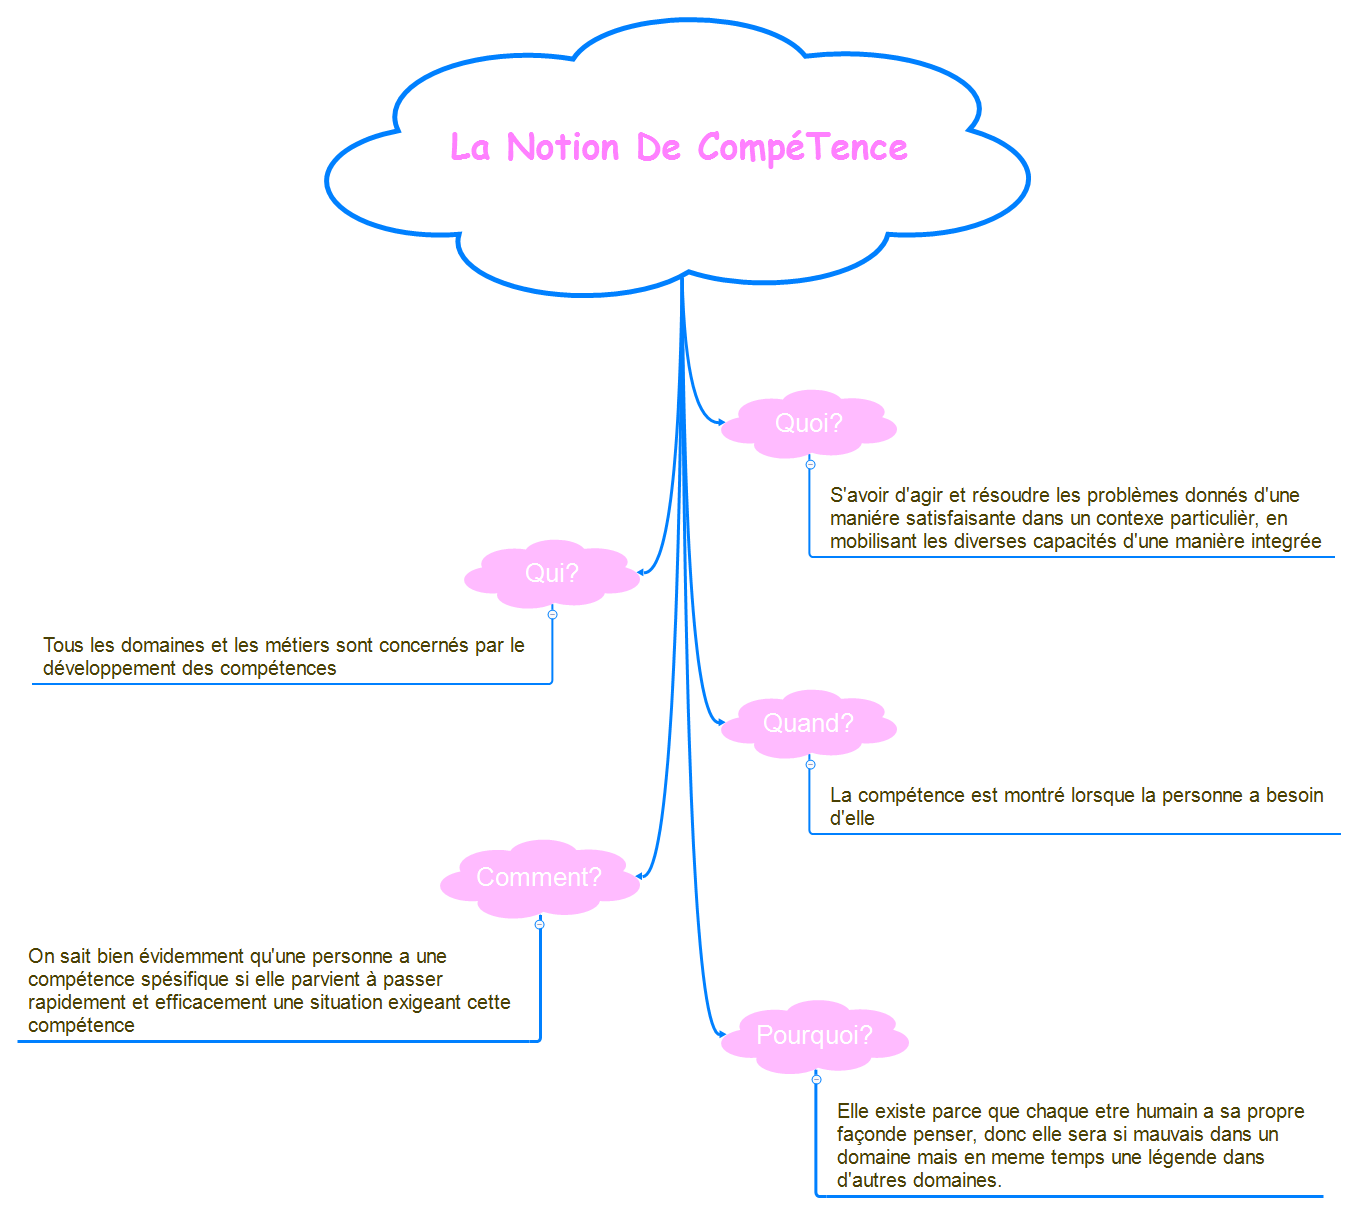 La Notion De CompéTence
Quoi?
S'avoir d'agir et résoudre les problèmes donnés d'une
maniére satisfaisante dans un contexe particulièr, en
mobilisant les diverses capacités d'une manière integrée
Qui?
Tous les domaines et les métiers sont concernés par le
développement des compétences
Quand?
La compétence est montré lorsque la personne a besoin
d'elle
Comment?
On sait bien évidemment qu'une personne a une
compétence spésifique si elle parvient à passer
rapidement et efficacement une situation exigeant cette
compétence
Pourquoi?
Elle existe parce que chaque etre humain a sa propre
façonde penser, donc elle sera si mauvais dans un
domaine mais en meme temps une légende dans
d'autres domaines.